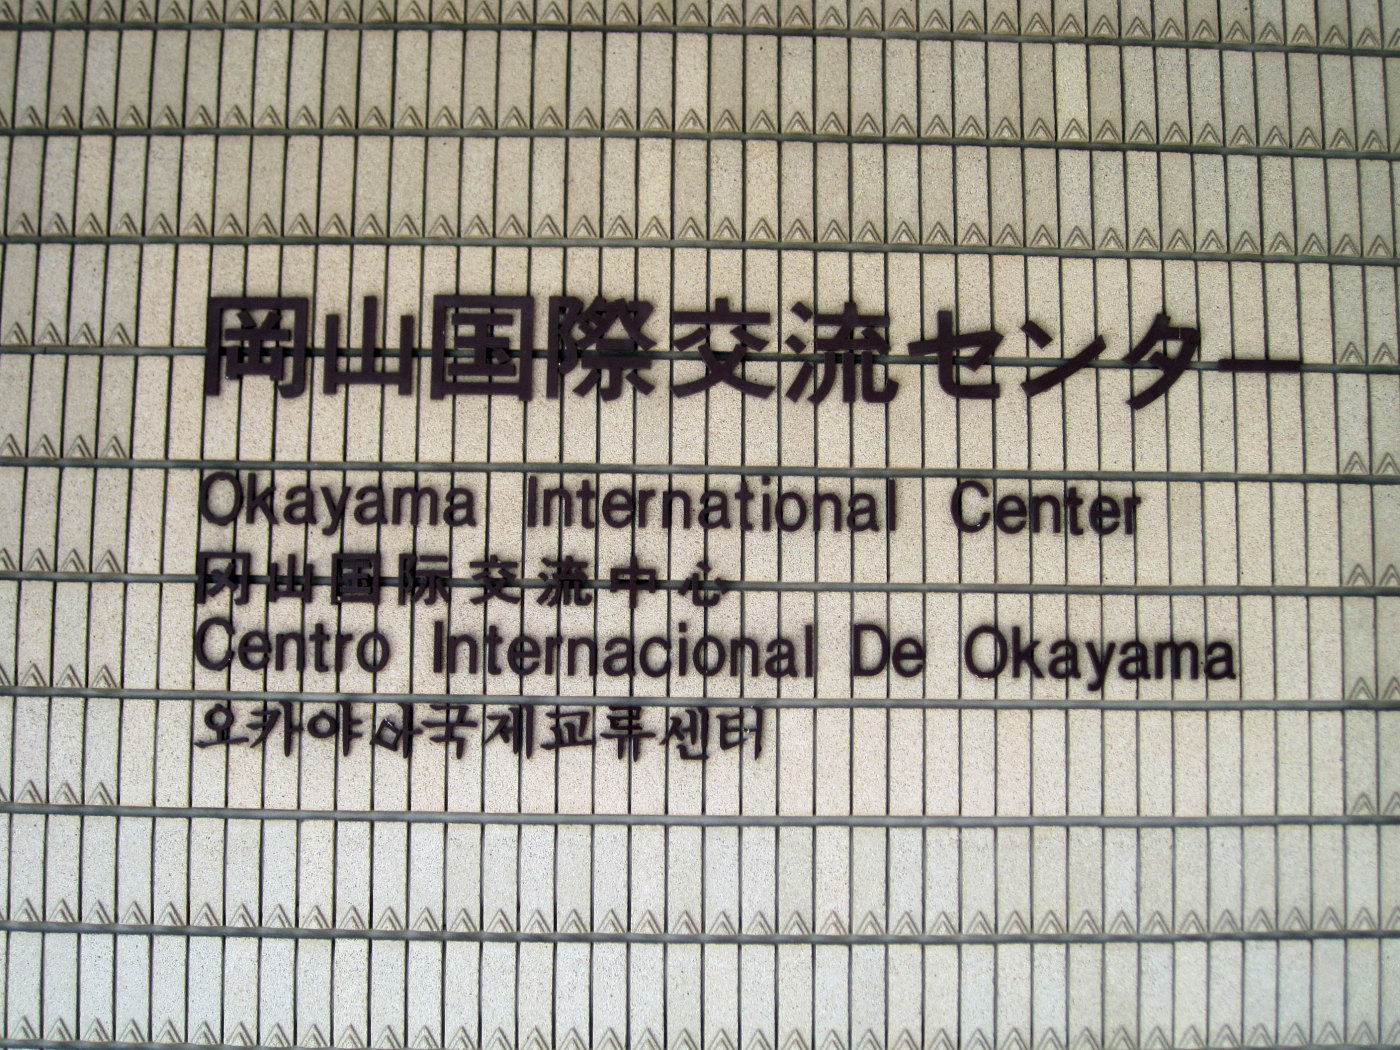 岡山国際交流センター
Okayama International Center
冈山国际交流中心
Centro Internacional De Okayama
오카야마국제교류센터